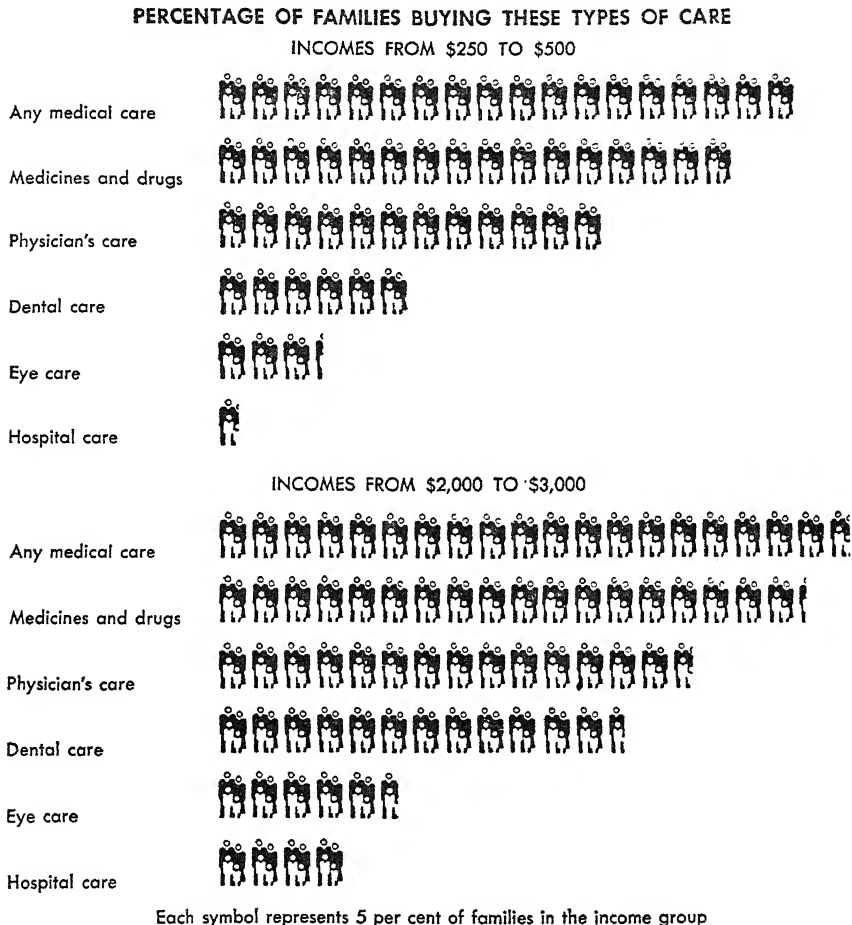 PERCENTAGE OF FAMILIES BUYING THESE TYPES OF CARE
INCOMES FROM $250 TO $500
Any medical care
Medicines and drugs
Physician's care
Dental care
Eye care
Hospital care
INCOMES FROM $2,000 TO $3,000
Any medical care
Medicines and drugs
Physician's care
Dental care
Eye care
Hospital care
Each symbol represents 5 per cent of families in the income group